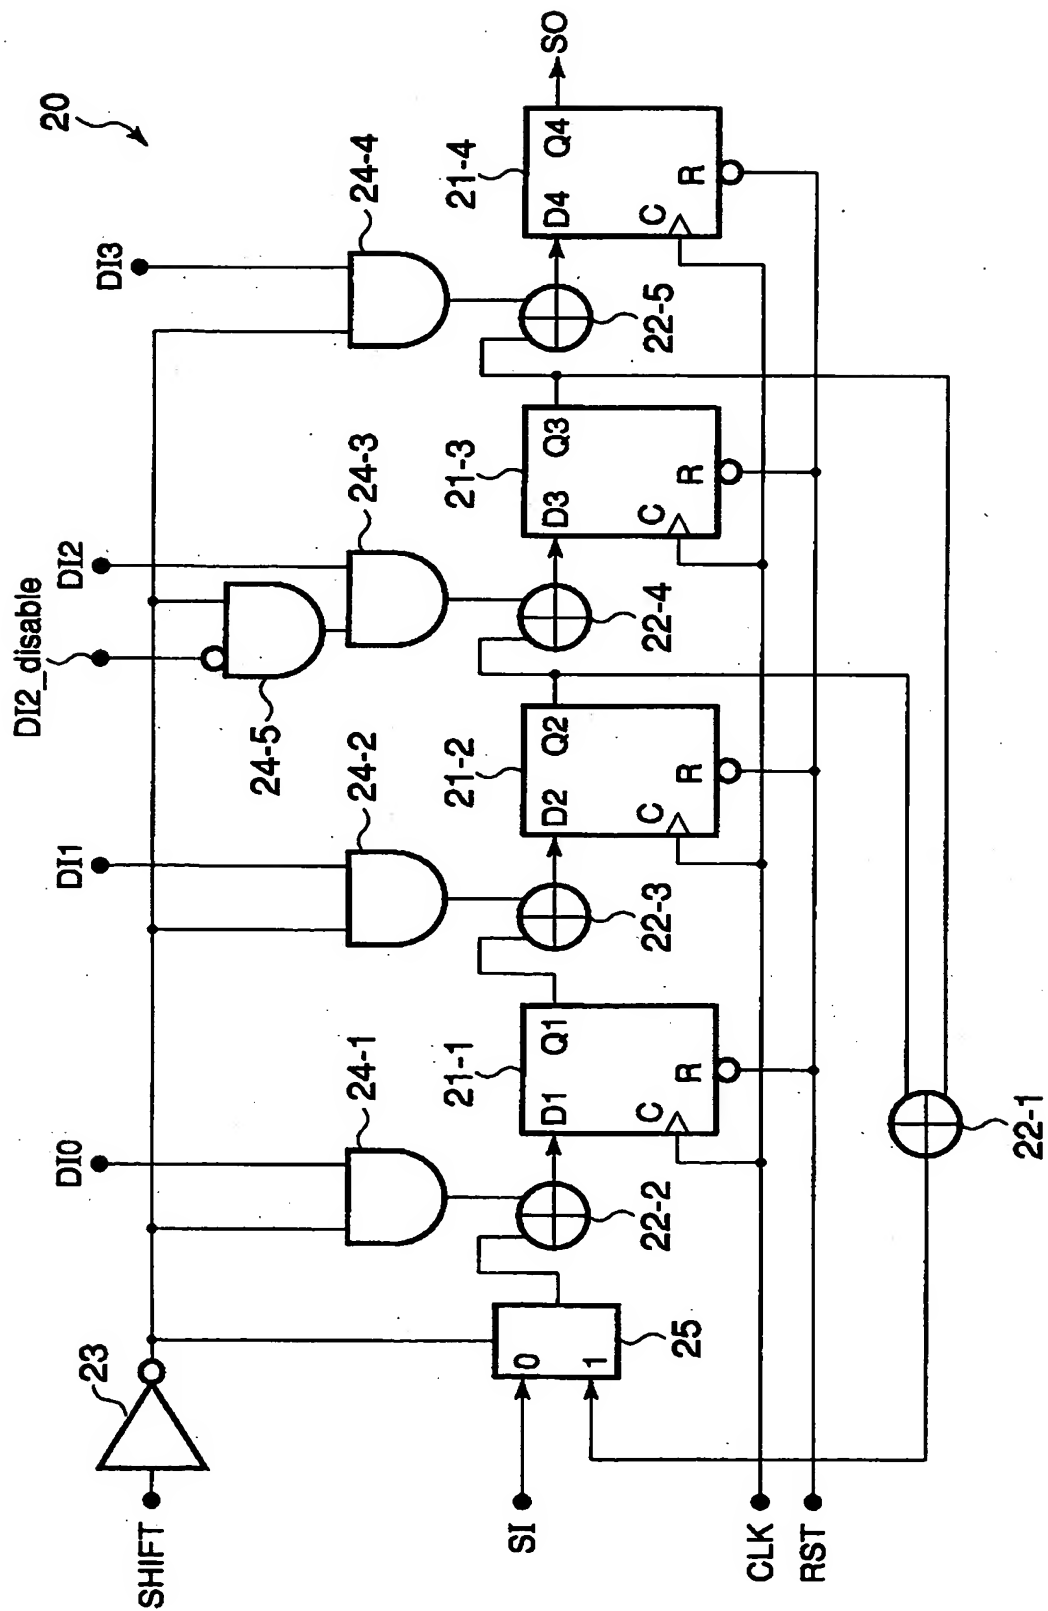 20
DI0
DI1
DI2_disable
DI2
DI3
SHIFT
23
24-5
24-1
24-2
24-3
24-4
21-1
21-2
21-3
21-4
SI
0
1
25
22-2
D1
Q1
C
R
22-3
D2
Q2
C
R
22-4
D3
Q3
C
R
22-5
D4
Q4
C
R
SO
CLK
RST
22-1